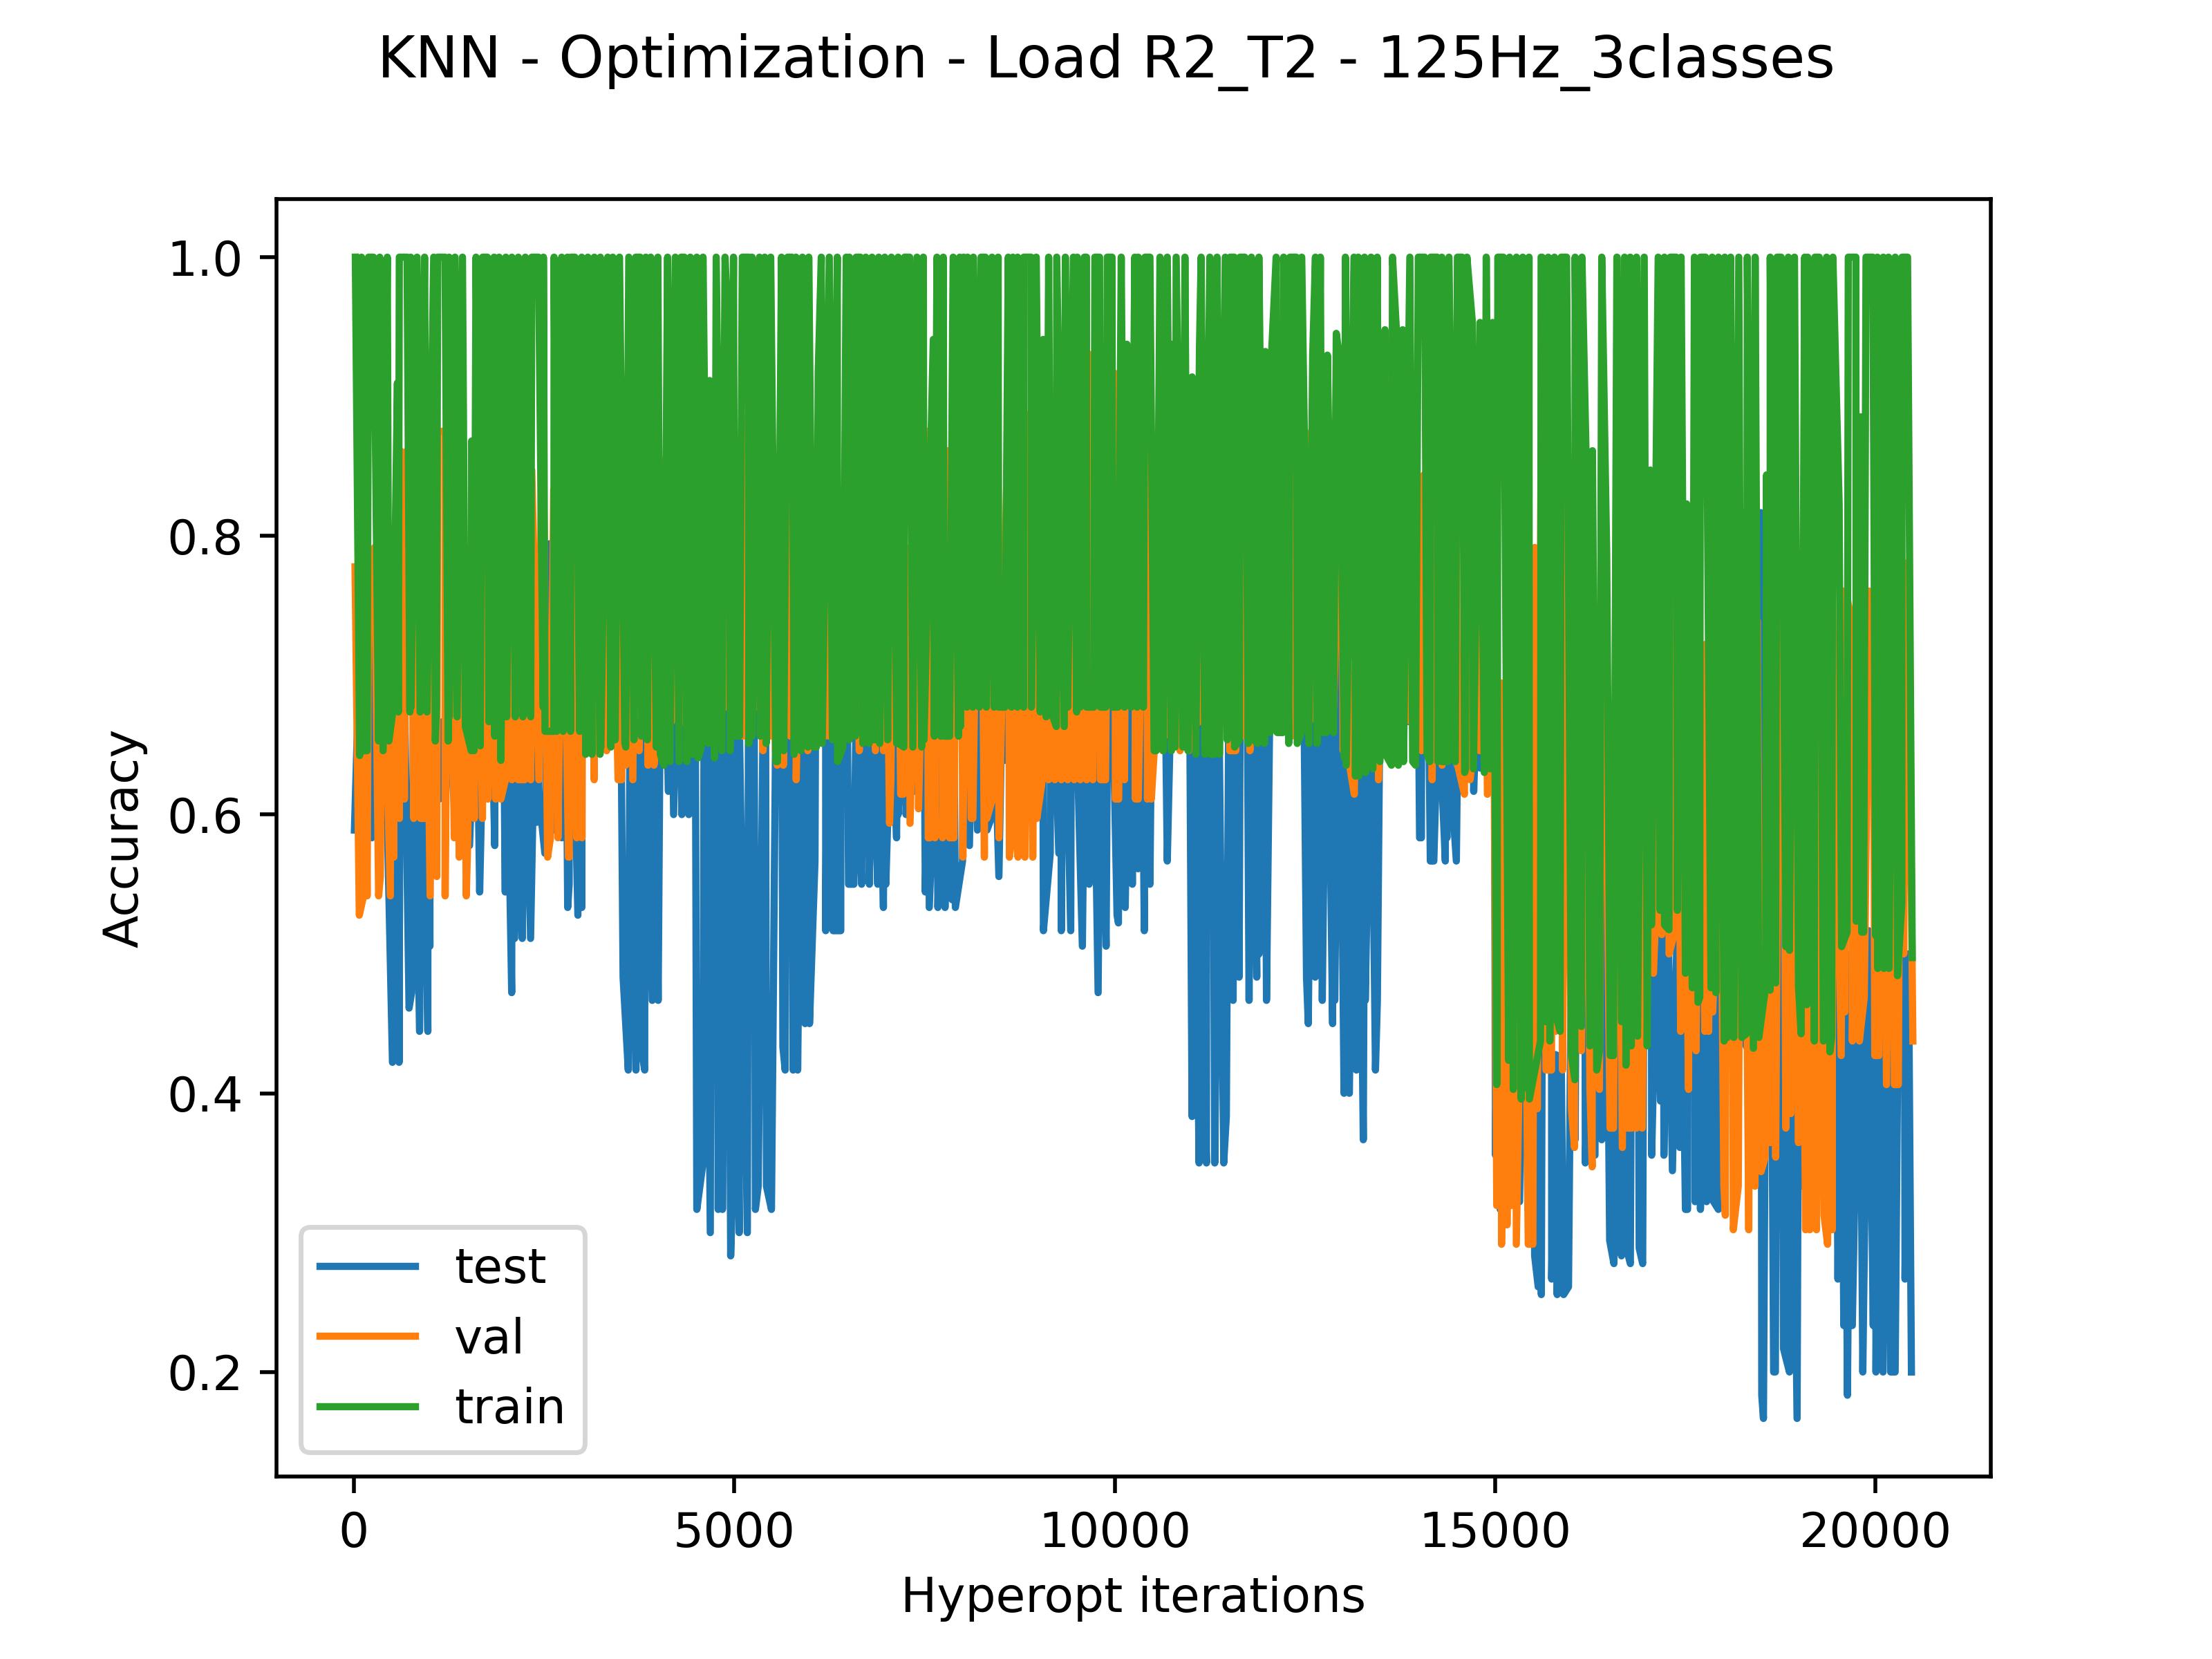 KNN - Optimization - Load R2_T2 - 125Hz_3classes
1.0
0.8
0.6
0.4
0.2
Accuracy
test
val
train
0 5000 10000 15000 20000
Hyperopt iterations